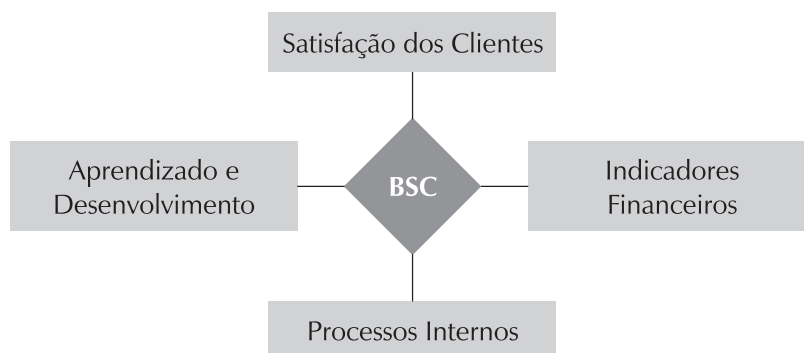 Satisfação dos Clientes
Aprendizado e
Desenvolvimento
BSC
Indicadores
Financeiros
Processos Internos